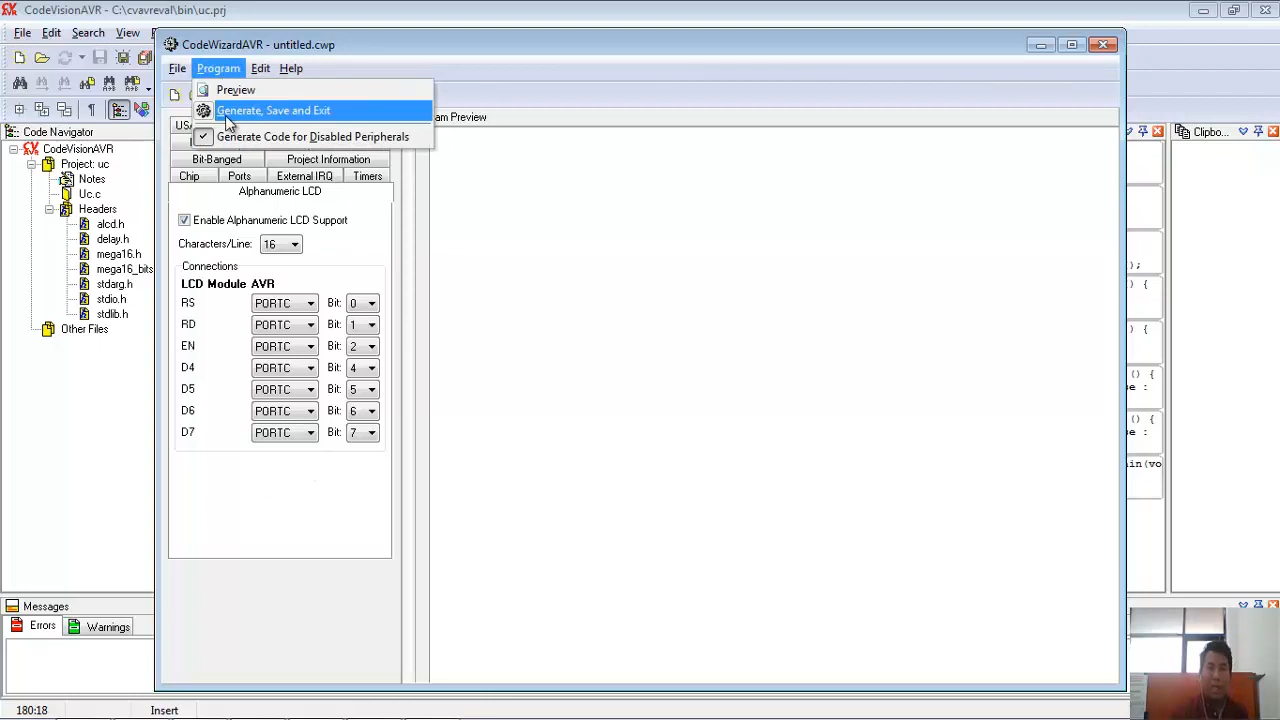 CodeVisionAVR - C:\cvavreval\bin\uc.prj
File Edit Search View
CodeWizardAVR - untitled.cwp
File Program Edit Help
Preview
Generate, Save and Exit
Generate Code for Disabled Peripherals
am Preview
USA
Bit-Banged Project Information
Chip Ports External IRQ Timers
Alphanumeric LCD
Enable Alphanumeric LCD Support
Characters/Line: 16
Connections
LCD Module AVR
RS PORTC Bit: 0
RD PORTC Bit: 1
EN PORTC Bit: 2
D4 PORTC Bit: 4
D5 PORTC Bit: 5
D6 PORTC Bit: 6
D7 PORTC Bit: 7
Code Navigator
CodeVisionAVR
Project: uc
Notes
Uc.c
Headers
alcd.h
delay.h
mega16.h
mega16_bits
stdarg.h
stdio.h
stdlib.h
Other Files
Clipbo...
);
() {
() {
() {
e :
() {
e :
in(vo
Messages
Errors Warnings
180:18 Insert